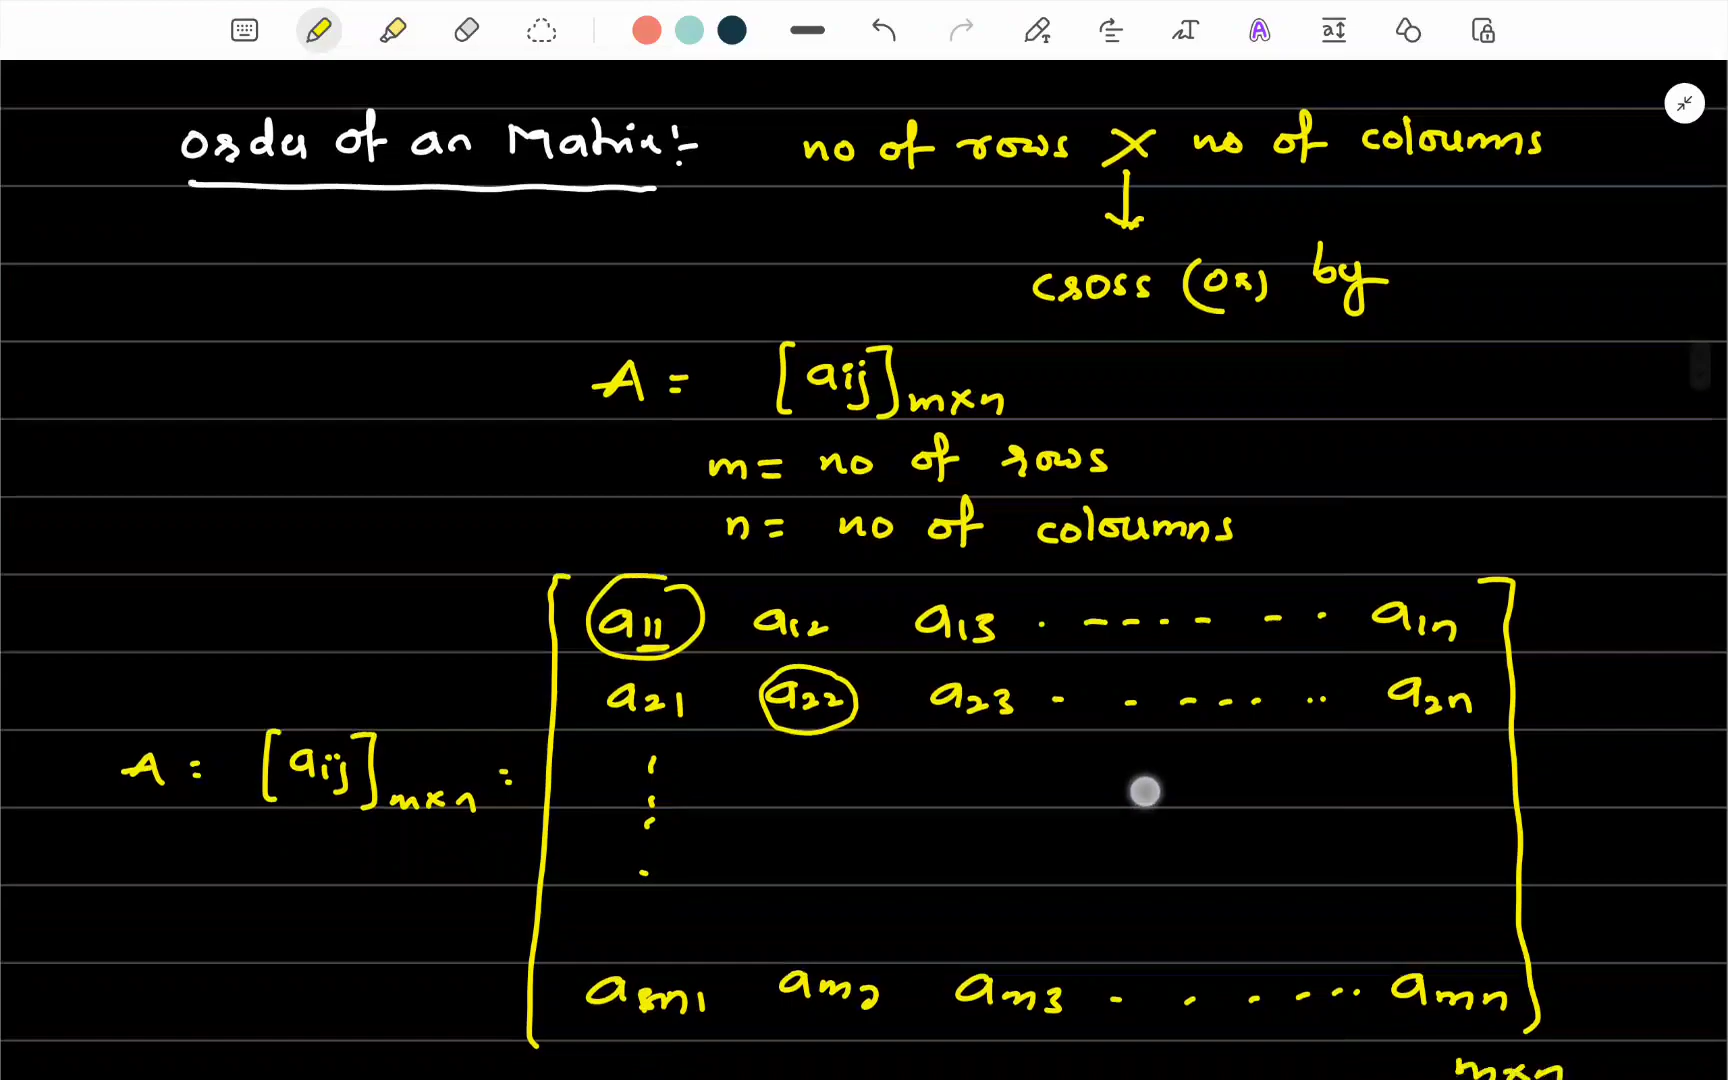 order of an Matrix:- no of rows × no of coloumns
cross (or) by
A = [aij]m×n
m= no of rows
n= no of coloumns
a11 a12 a13 . ---- - - . a1n
a21 a22 a23 - - ---- .. a2n
A = [aij]m×n =
am1 am2 am3 - . . - -.. amn
m×n